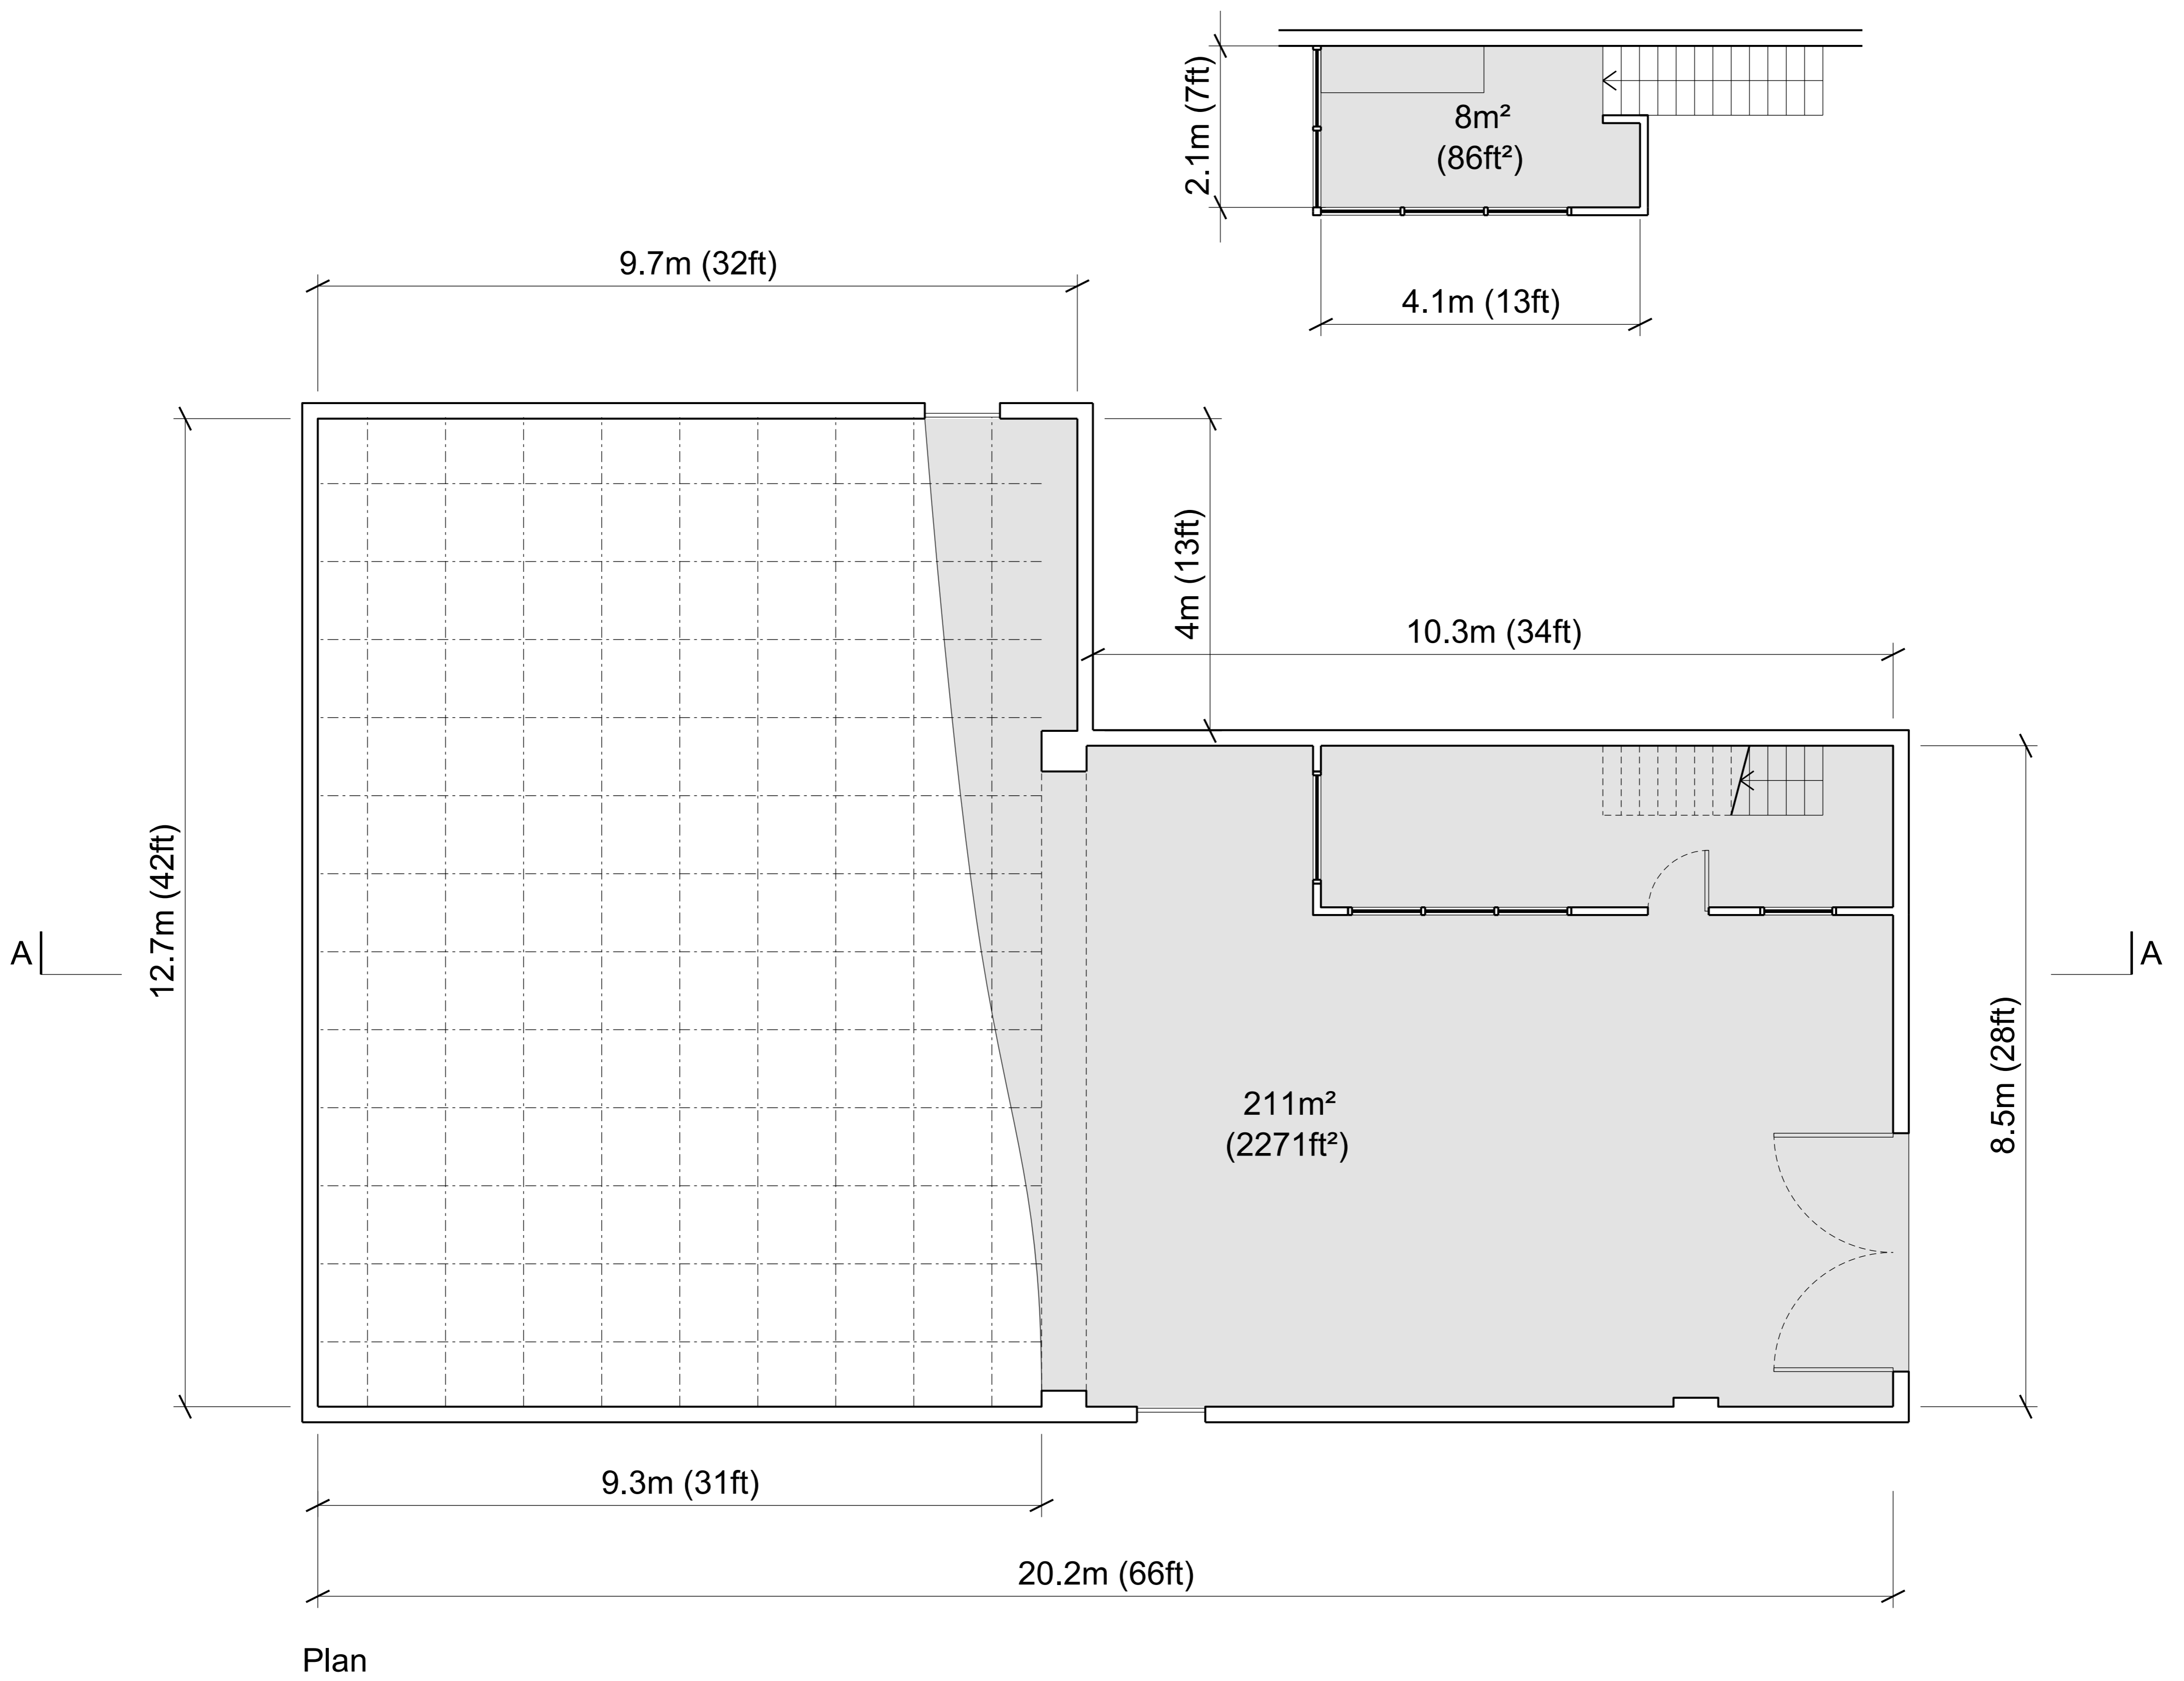 2.1m (7ft)
8m²
(86ft²)
4.1m (13ft)
9.7m (32ft)
4m (13ft)
10.3m (34ft)
12.7m (42ft)
A
A
8.5m (28ft)
211m²
(2271ft²)
9.3m (31ft)
20.2m (66ft)
Plan